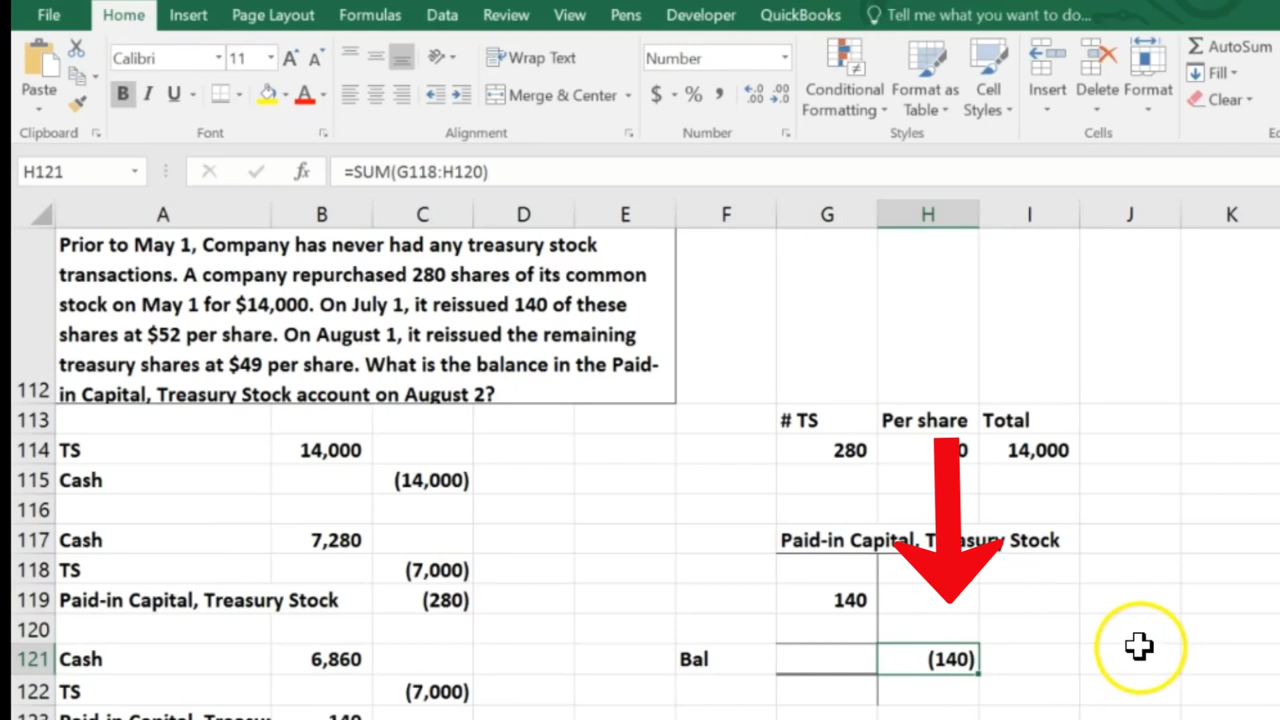 File Home Insert Page Layout Formulas Data Review View Pens Developer QuickBooks Tell me what you want to do...
Calibri 11 A A Wrap Text Number AutoSum
Paste B I U A Merge & Center $ % , .00 Conditional Formatting Format as Table Cell Styles Insert Delete Format Fill Clear
Clipboard Font Alignment Number Styles Cells
H121 fx =SUM(G118:H120)
A B C D E F G H I J K
Prior to May 1, Company has never had any treasury stock
transactions. A company repurchased 280 shares of its common
stock on May 1 for $14,000. On July 1, it reissued 140 of these
shares at $52 per share. On August 1, it reissued the remaining
treasury shares at $49 per share. What is the balance in the Paid-
112 in Capital, Treasury Stock account on August 2?
113 # TS Per share Total
114 TS 14,000 280 0 14,000
115 Cash (14,000)
116
117 Cash 7,280 Paid-in Capital, Treasury Stock
118 TS (7,000)
119 Paid-in Capital, Treasury Stock (280) 140
120
121 Cash 6,860 Bal (140)
122 TS (7,000)